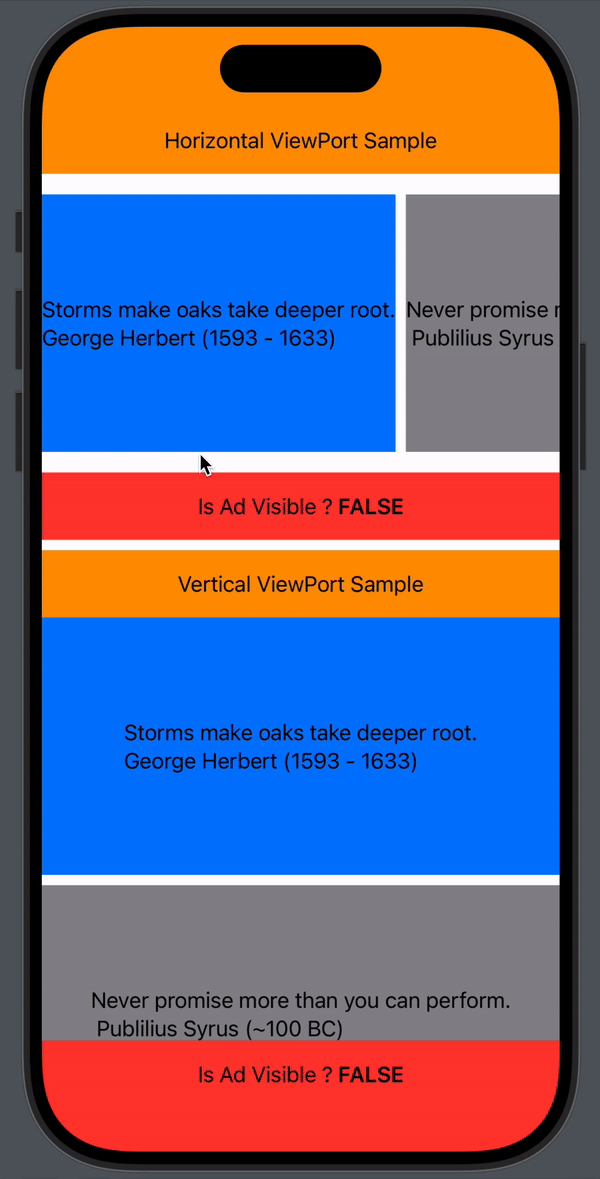 Horizontal ViewPort Sample
Storms make oaks take deeper root.
George Herbert (1593 - 1633)
Never promise
Publilius Syrus
Is Ad Visible ? FALSE
Vertical ViewPort Sample
Storms make oaks take deeper root.
George Herbert (1593 - 1633)
Never promise more than you can perform.
Publilius Syrus (~100 BC)
Is Ad Visible ? FALSE